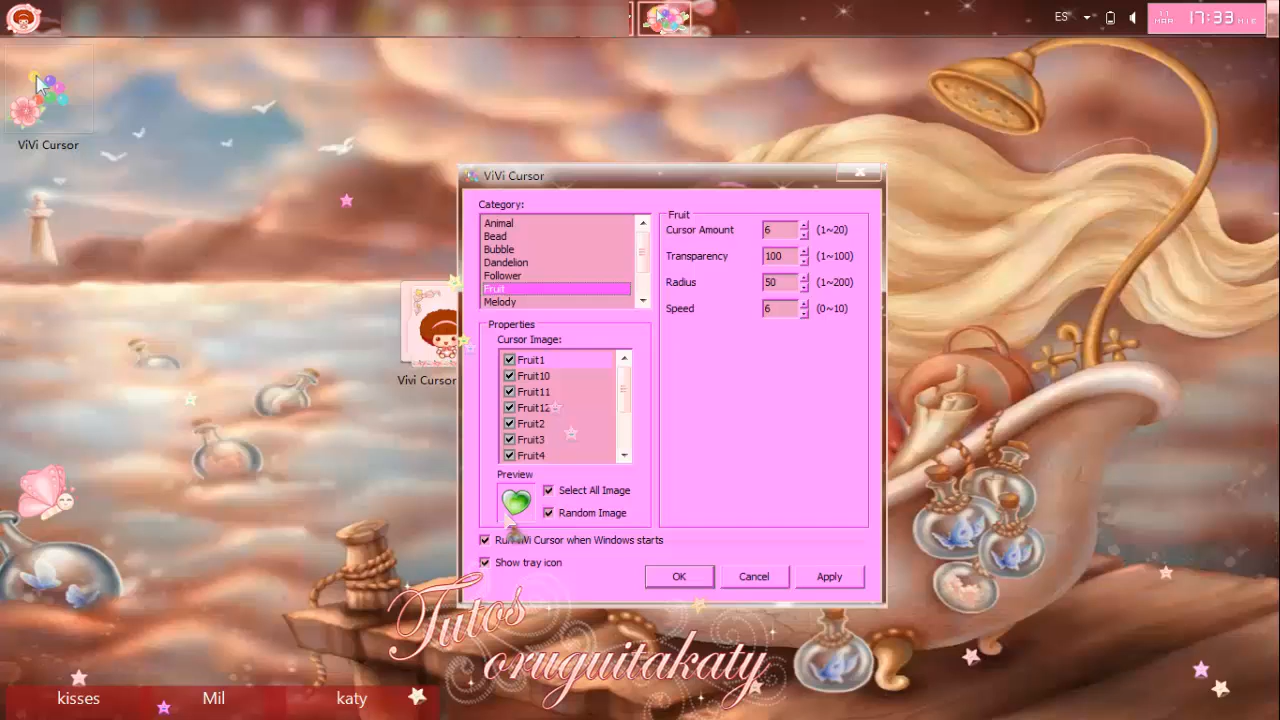 ES
17 MAR
17:33 MIE
ViVi Cursor
ViVi Cursor
Category:
Animal
Bead
Bubble
Dandelion
Follower
Fruit
Melody
Fruit
Cursor Amount 6 (1~20)
Transparency 100 (1~100)
Radius 50 (1~200)
Speed 6 (0~10)
Properties
Cursor Image:
Fruit1
Fruit10
Fruit11
Fruit12
Fruit2
Fruit3
Fruit4
Preview
Select All Image
Random Image
Run ViVi Cursor when Windows starts
Show tray icon
OK Cancel Apply
Vivi Cursor
Tutos
oruguitakaty
kisses Mil katy